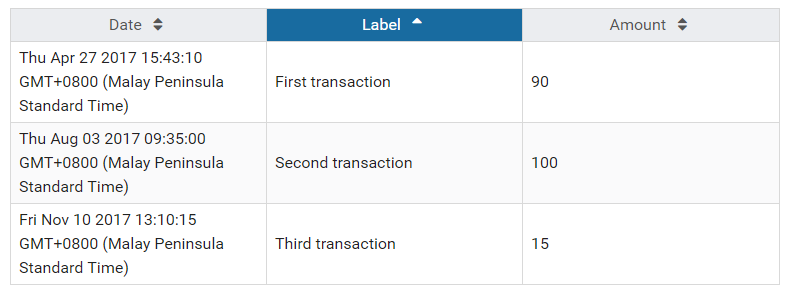 Date Label Amount
Thu Apr 27 2017 15:43:10
GMT+0800 (Malay Peninsula
Standard Time)
First transaction
90
Thu Aug 03 2017 09:35:00
GMT+0800 (Malay Peninsula
Standard Time)
Second transaction
100
Fri Nov 10 2017 13:10:15
GMT+0800 (Malay Peninsula
Standard Time)
Third transaction
15